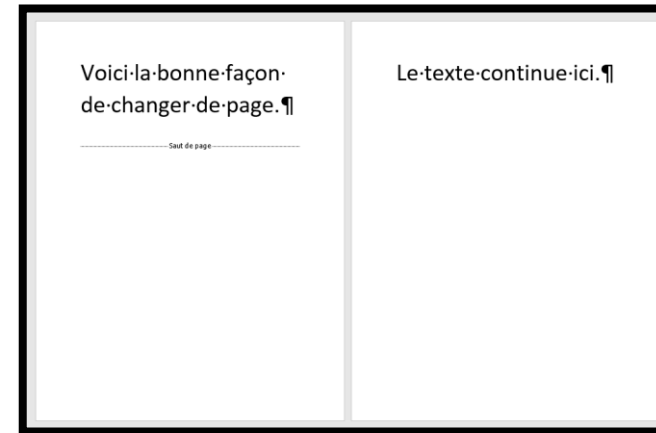 Voici·la·bonne·façon·
de·changer·de·page.¶
Saut de page
Le·texte·continue·ici.¶